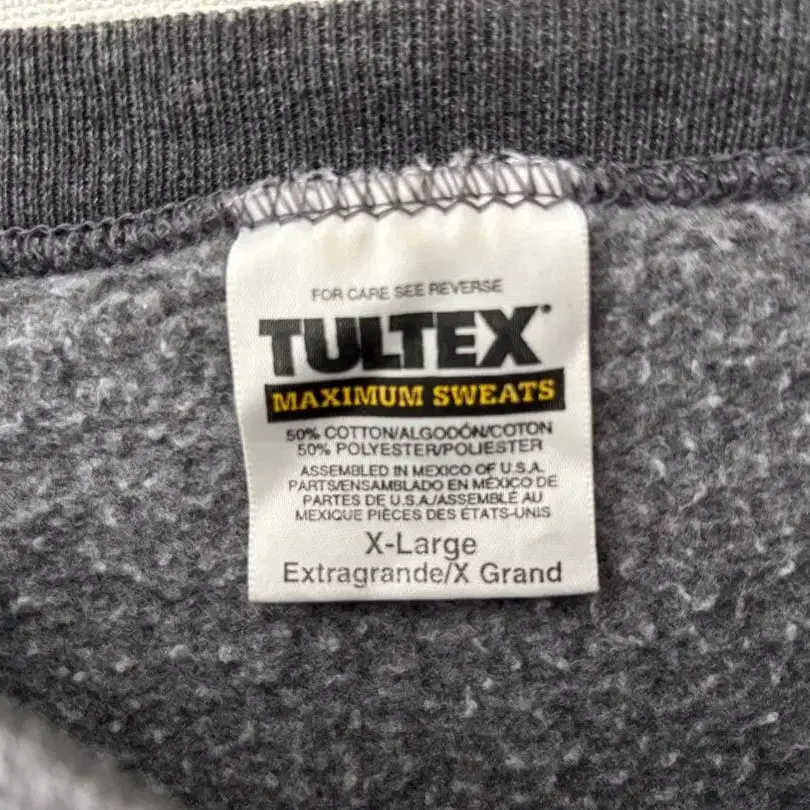 FOR CARE SEE REVERSE
TULTEX
MAXIMUM SWEATS
50% COTTON/ALGODÓN/COTON
50% POLYESTER/POLIESTER
ASSEMBLED IN MEXICO OF U.S.A.
PARTS/ENSAMBLADO EN MÉXICO DE
PARTES DE U.S.A./ASSEMBLÉ AU
MEXIQUE PIÈCES DES ÉTATS-UNIS
X-Large
Extragrande/X Grand